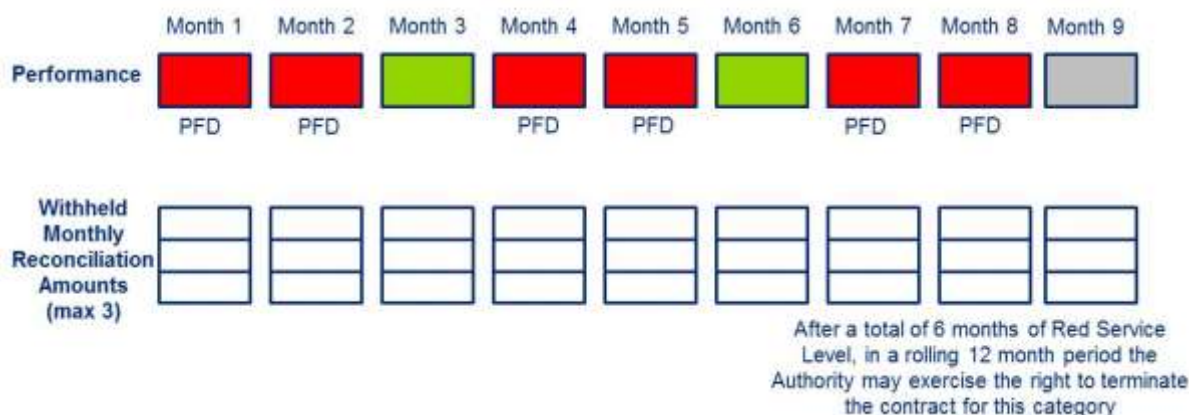 Month 1 Month 2 Month 3 Month 4 Month 5 Month 6 Month 7 Month 8 Month 9
Performance
PFD PFD PFD PFD PFD PFD
Withheld
Monthly
Reconciliation
Amounts
(max 3)
After a total of 6 months of Red Service
Level, in a rolling 12 month period the
Authority may exercise the right to terminate
the contract for this category